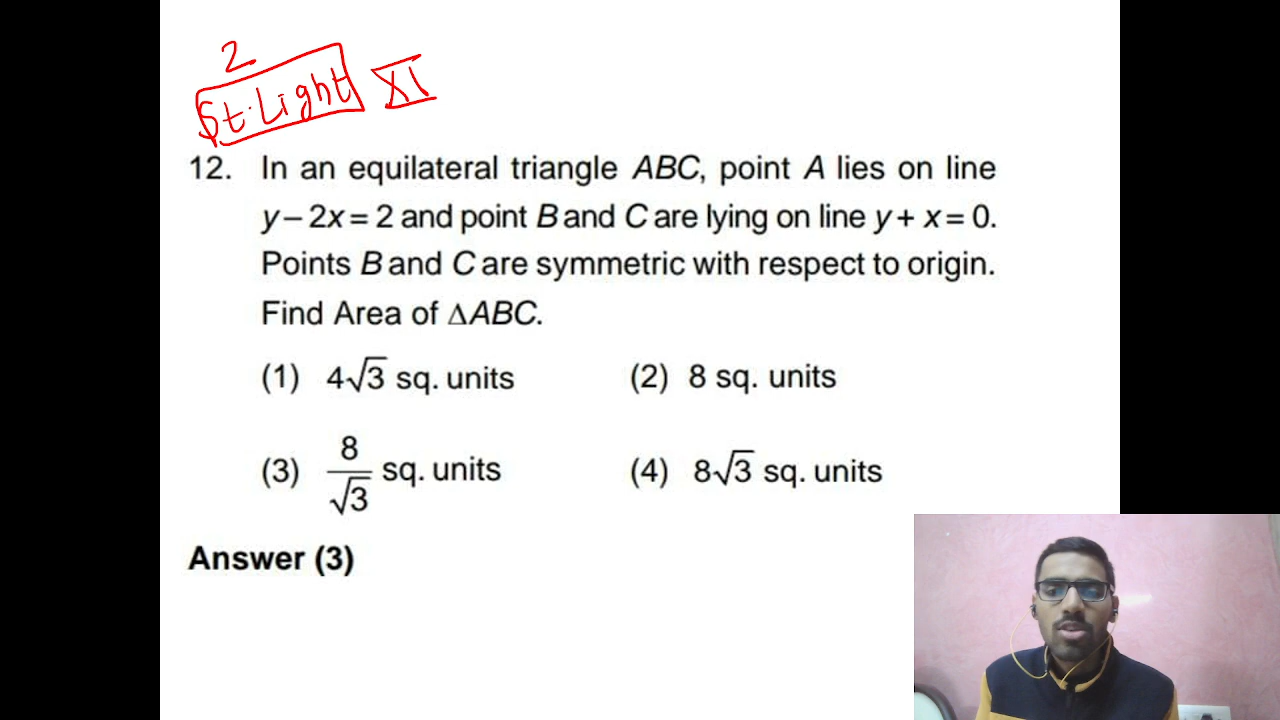 2
St. Light XI
12. In an equilateral triangle ABC, point A lies on line
y – 2x = 2 and point B and C are lying on line y + x = 0.
Points B and C are symmetric with respect to origin.
Find Area of ΔABC.
(1) 4√3 sq. units (2) 8 sq. units
(3) 8/√3 sq. units (4) 8√3 sq. units
Answer (3)